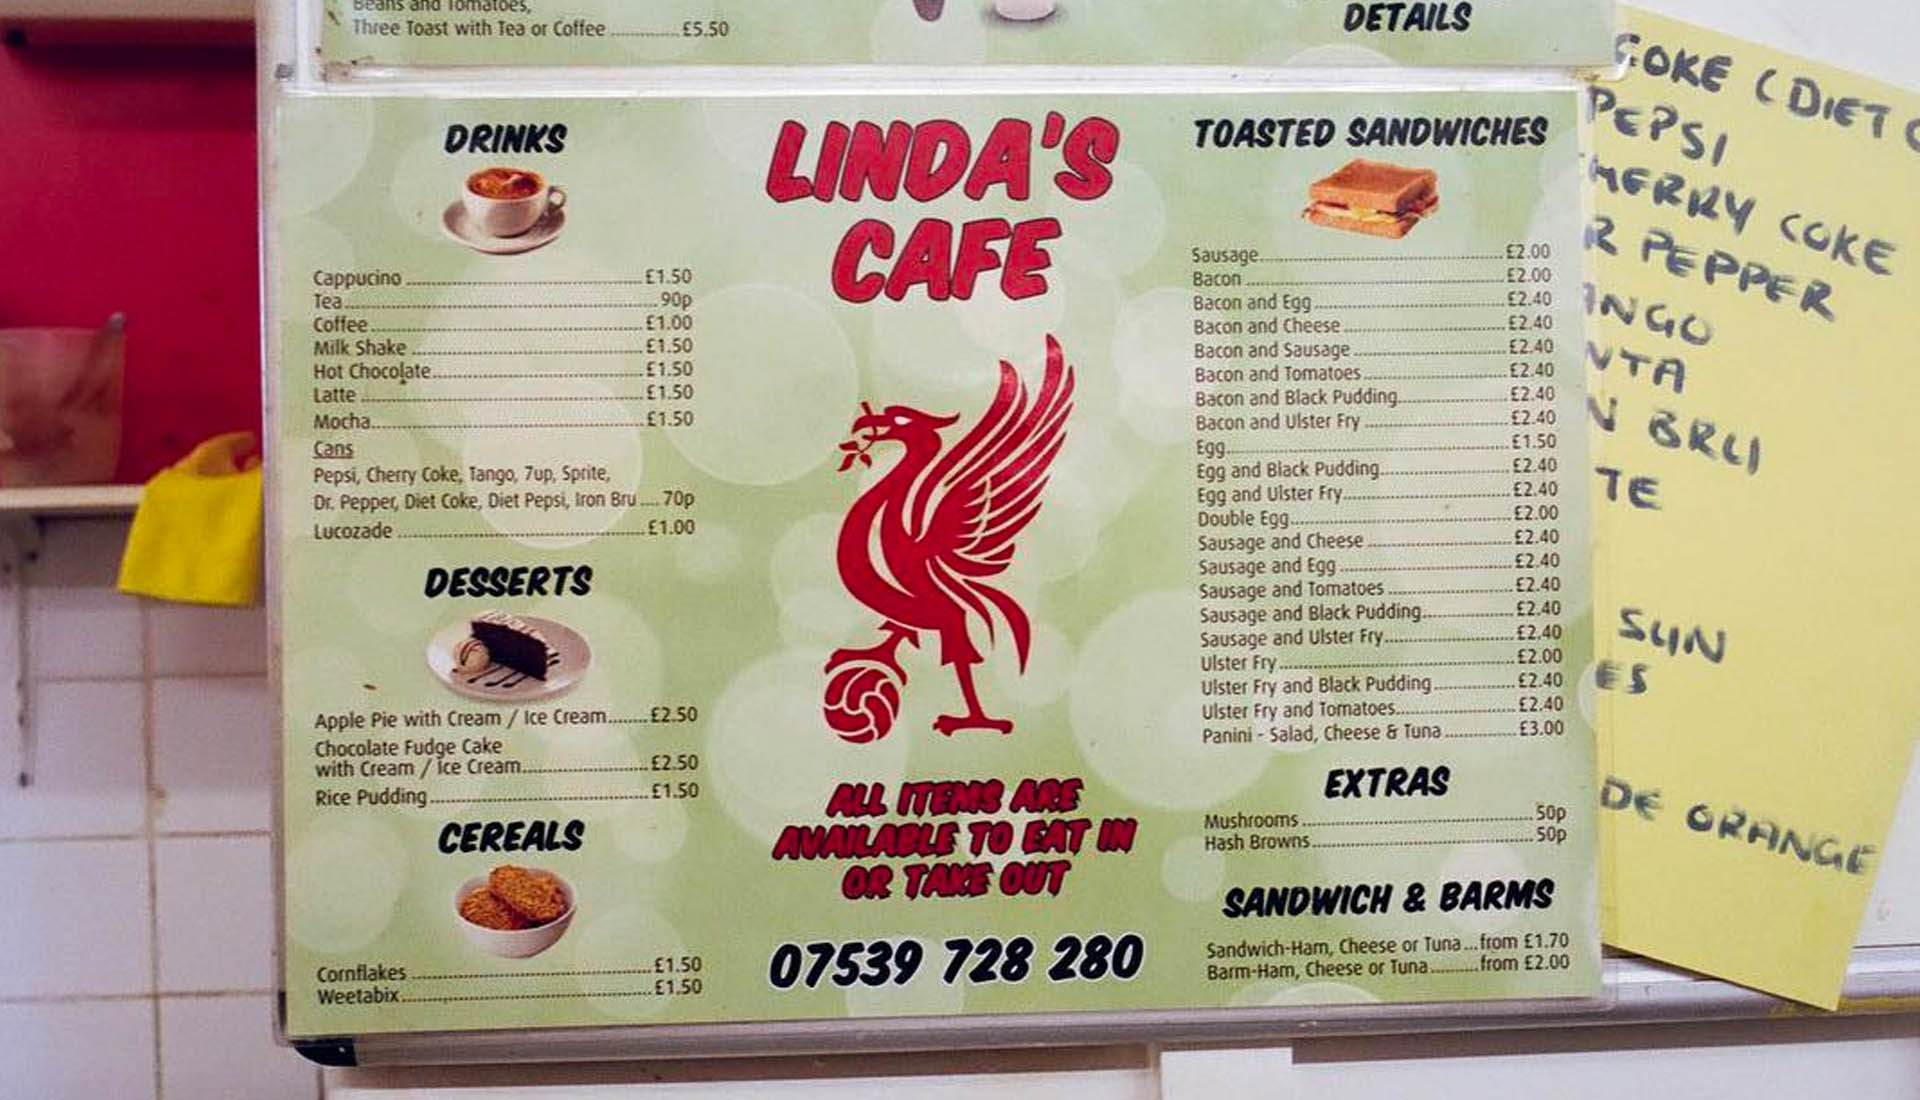 Beans and Tomatoes,
Three Toast with Tea or Coffee ............. £5.50
DETAILS
DRINKS
Cappucino ........ £1.50
Tea ........ 90p
Coffee ........ £1.00
Milk Shake ........ £1.50
Hot Chocolate ........ £1.50
Latte ........ £1.50
Mocha ........ £1.50
Cans
Pepsi, Cherry Coke, Tango, 7up, Sprite,
Dr. Pepper, Diet Coke, Diet Pepsi, Iron Bru .... 70p
Lucozade ........ £1.00
DESSERTS
Apple Pie with Cream / Ice Cream ........ £2.50
Chocolate Fudge Cake
with Cream / Ice Cream ........ £2.50
Rice Pudding ........ £1.50
CEREALS
Cornflakes ........ £1.50
Weetabix ........ £1.50
LINDA'S
CAFE
ALL ITEMS ARE
AVAILABLE TO EAT IN
OR TAKE OUT
07539 728 280
TOASTED SANDWICHES
Sausage ........ £2.00
Bacon ........ £2.00
Bacon and Egg ........ £2.40
Bacon and Cheese ........ £2.40
Bacon and Sausage ........ £2.40
Bacon and Tomatoes ........ £2.40
Bacon and Black Pudding ........ £2.40
Bacon and Ulster Fry ........ £2.40
Egg ........ £1.50
Egg and Black Pudding ........ £2.40
Egg and Ulster Fry ........ £2.40
Double Egg ........ £2.00
Sausage and Cheese ........ £2.40
Sausage and Egg ........ £2.40
Sausage and Tomatoes ........ £2.40
Sausage and Black Pudding ........ £2.40
Sausage and Ulster Fry ........ £2.40
Ulster Fry ........ £2.00
Ulster Fry and Black Pudding ........ £2.40
Ulster Fry and Tomatoes ........ £2.40
Panini - Salad, Cheese & Tuna ........ £3.00
EXTRAS
Mushrooms ........ 50p
Hash Browns ........ 50p
SANDWICH & BARMS
Sandwich-Ham, Cheese or Tuna ... from £1.70
Barm-Ham, Cheese or Tuna ........ from £2.00
COKE (DIET
PEPSI
HERRY COKE
R PEPPER
ANGO
NTA
N BRU
TE
SUN
ES
DE ORANGE